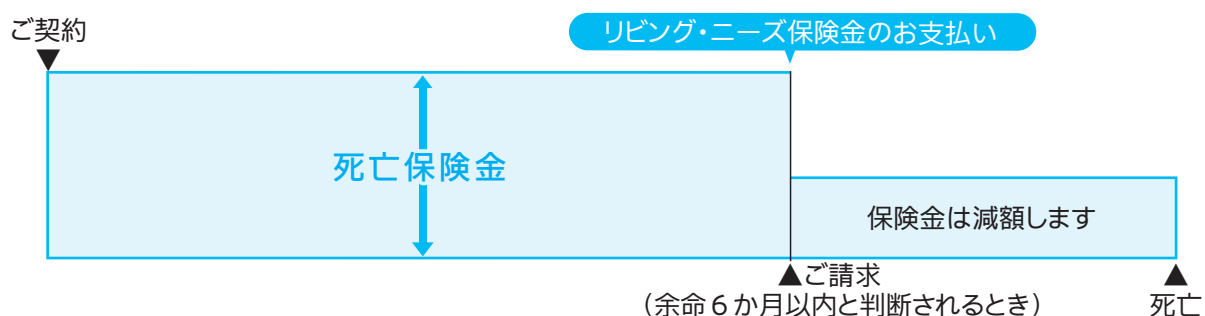 ご契約
▼
リビング・ニーズ保険金のお支払い
死亡保険金
保険金は減額します
▲ご請求
（余命6か月以内と判断されるとき）
▲
死亡